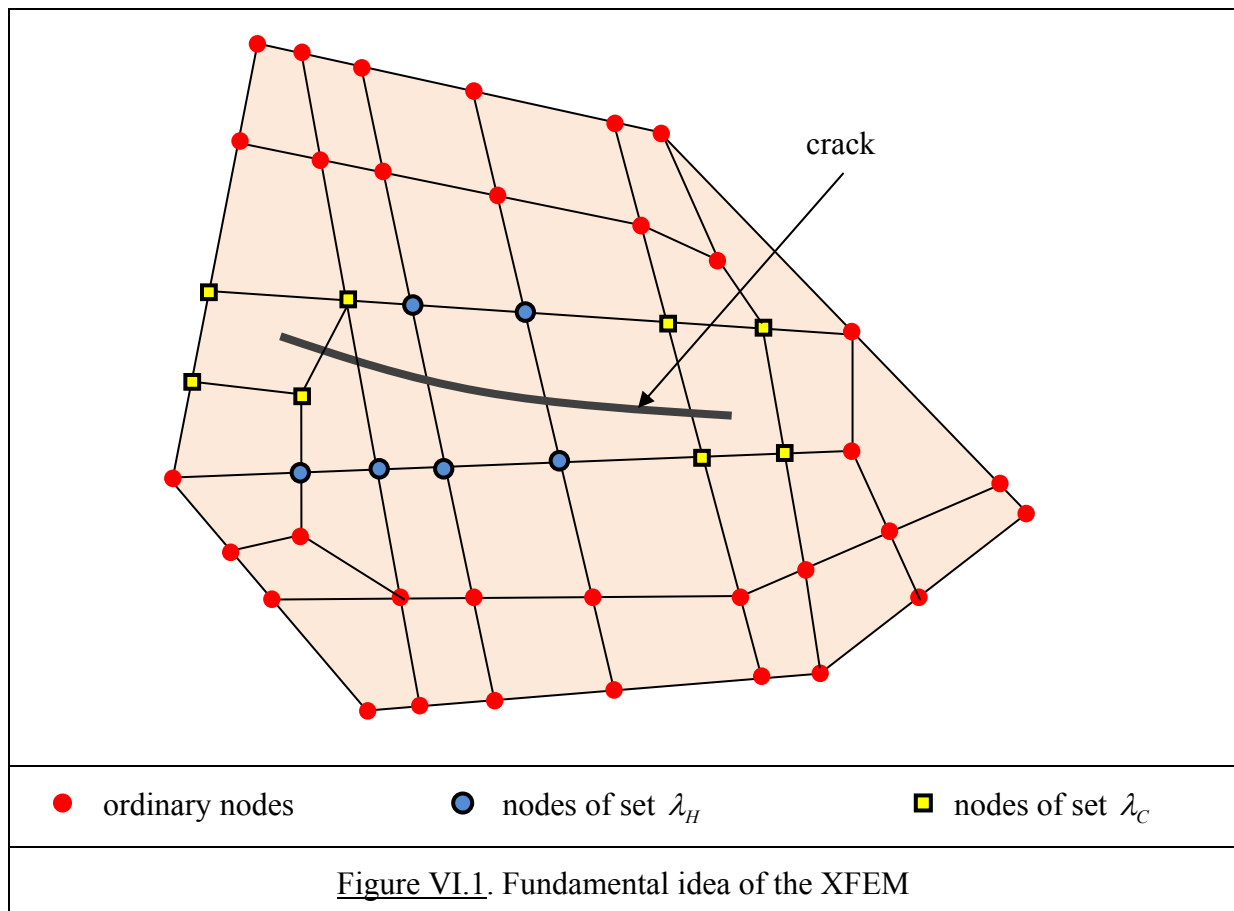 crack
ordinary nodes
nodes of set λ_H
nodes of set λ_C
Figure VI.1. Fundamental idea of the XFEM